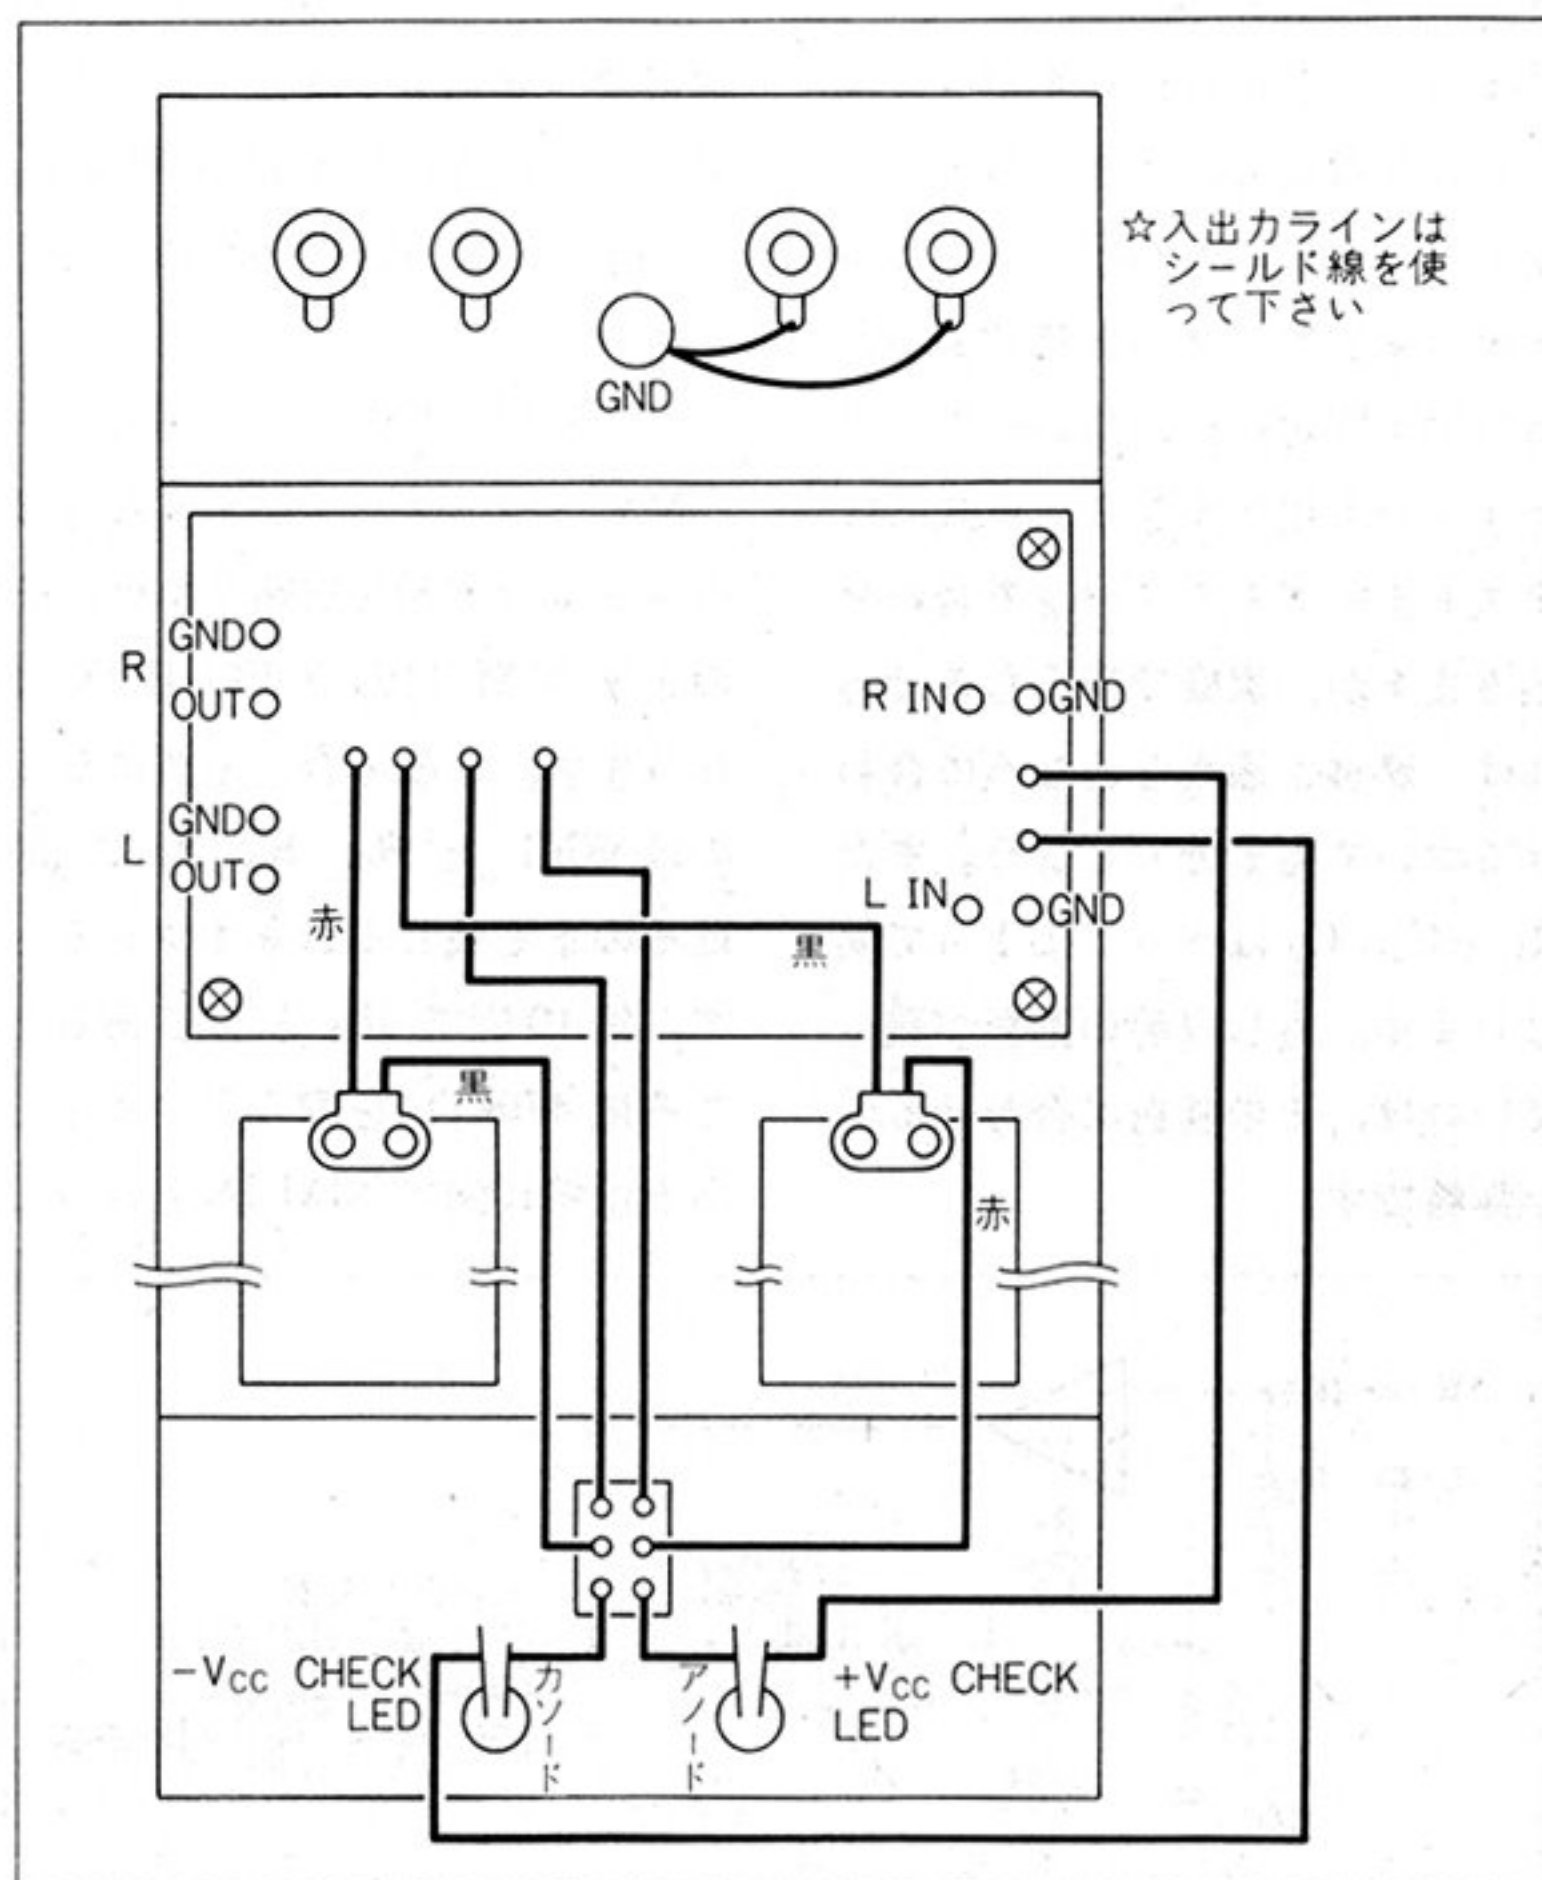 ☆入出力ラインは
シールド線を使
って下さい
GND
GND
R
OUT
R IN
GND
GND
L
OUT
L IN
GND
赤
黒
黒
赤
-VCC CHECK
LED
カソード
アノード
+VCC CHECK
LED